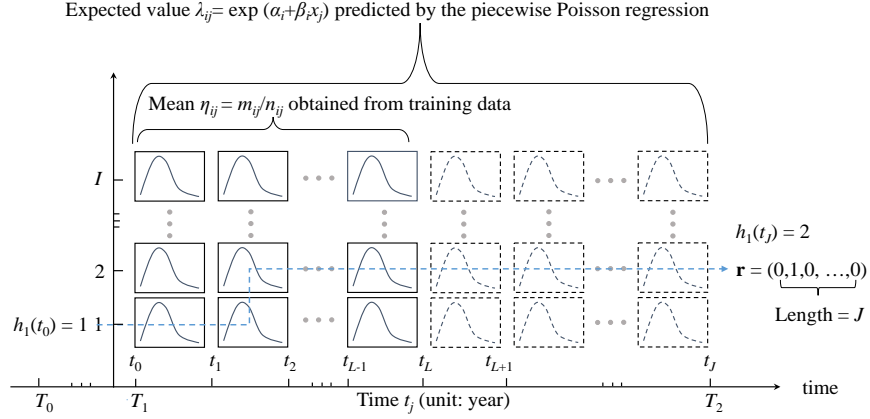 Expected value λij= exp (αi+βixj) predicted by the piecewise Poisson regression
Mean ηij = mij/nij obtained from training data
I
h1(tJ) = 2
2
r = (0,1,0, …,0)
Length = J
h1(t0) = 1
1
t0 t1 t2 tL-1 tL tL+1 tJ
T0 T1 Time tj (unit: year) T2 time